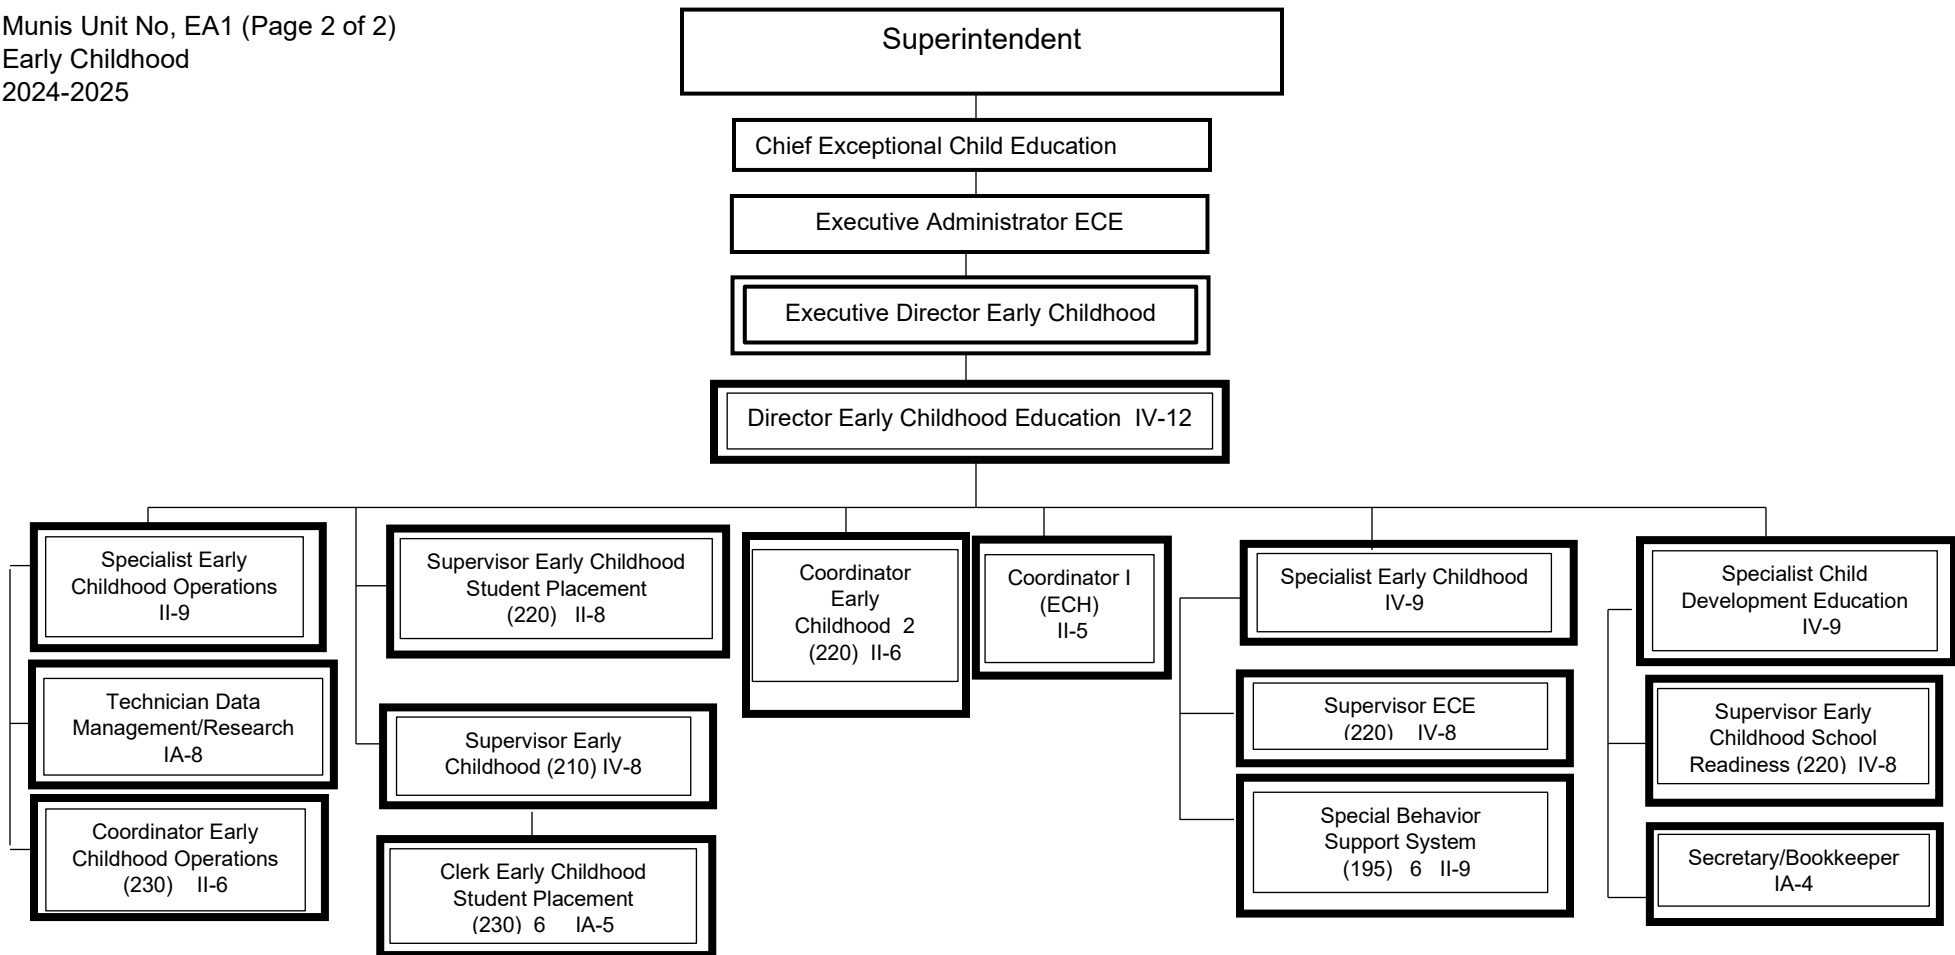 Munis Unit No, EA1 (Page 2 of 2)
Early Childhood
2024-2025
Superintendent
Chief Exceptional Child Education
Executive Administrator ECE
Executive Director Early Childhood
Director Early Childhood Education IV-12
Specialist Early
Childhood Operations
II-9
Technician Data
Management/Research
IA-8
Coordinator Early
Childhood Operations
(230) II-6
Supervisor Early Childhood
Student Placement
(220) II-8
Supervisor Early
Childhood (210) IV-8
Clerk Early Childhood
Student Placement
(230) 6 IA-5
Coordinator
Early
Childhood 2
(220) II-6
Coordinator I
(ECH)
II-5
Specialist Early Childhood
IV-9
Supervisor ECE
(220) IV-8
Special Behavior
Support System
(195) 6 II-9
Specialist Child
Development Education
IV-9
Supervisor Early
Childhood School
Readiness (220) IV-8
Secretary/Bookkeeper
IA-4